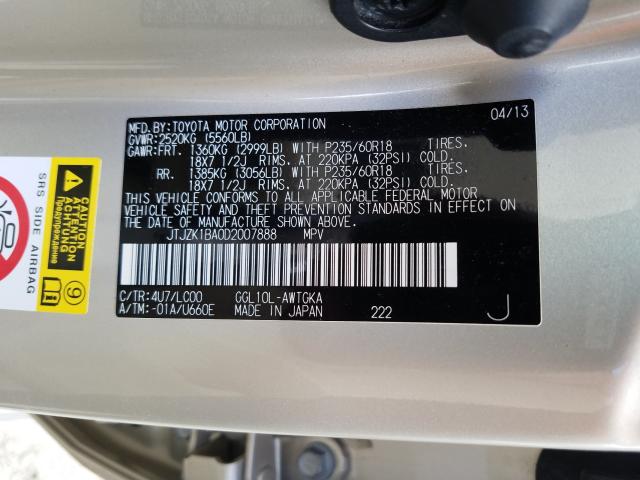 MFD.BY:TOYOTA MOTOR CORPORATION 04/13
GVWR:2520KG (5560LB)
GAWR:FRT. 1360KG (2999LB) WITH P235/60R18 TIRES,
18X7 1/2J RIMS, AT 220KPA (32PSI) COLD.
RR. 1385KG (3056LB) WITH P235/60R18 TIRES,
18X7 1/2J RIMS, AT 220KPA (32PSI) COLD.
THIS VEHICLE CONFORMS TO ALL APPLICABLE FEDERAL MOTOR
VEHICLE SAFETY AND THEFT PREVENTION STANDARDS IN EFFECT ON
THE DATE OF MANUFACTURE SHOWN ABOVE.
JTJZK1BA0D2007888 MPV
C/TR:4U7/LC00 GGL10L-AWTGKA
A/TM:-01A/U660E MADE IN JAPAN 222 J
SRS SIDE AIRBAG
Предупреждение
9